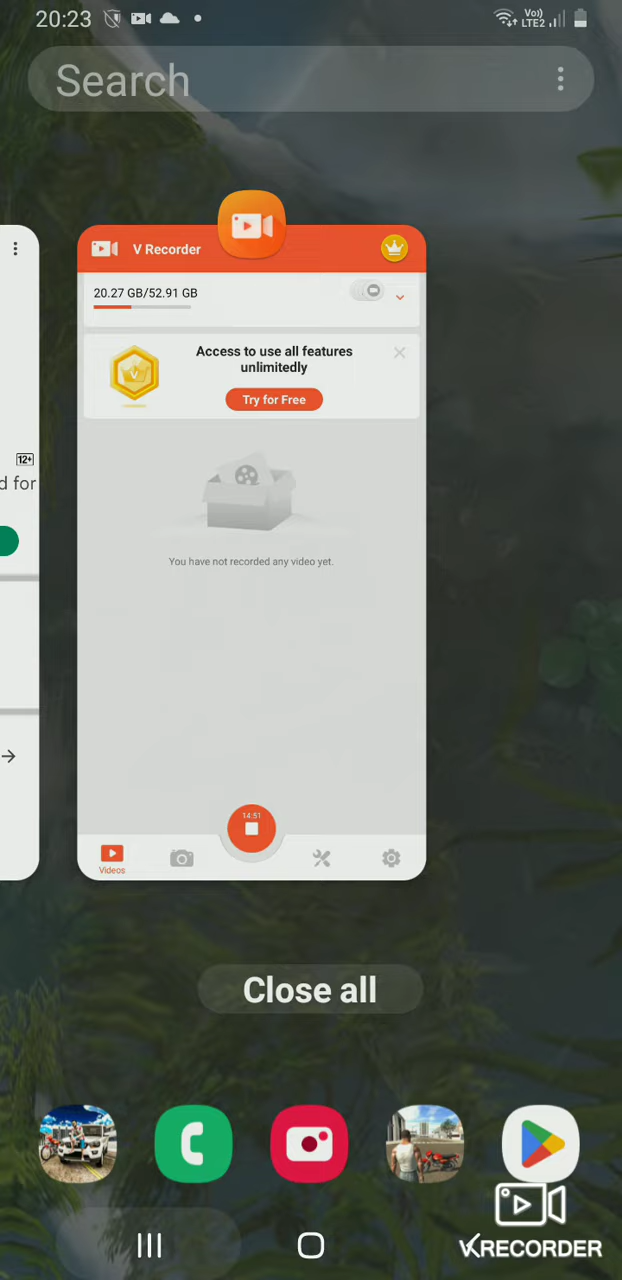 20:23
Vo))
LTE2
Search
V Recorder
20.27 GB/52.91 GB
Access to use all features
unlimitedly
Try for Free
12+
d for
You have not recorded any video yet.
14:51
Videos
Close all
VRECORDER